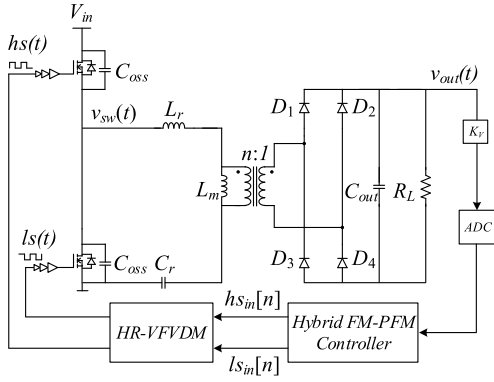 V_in
hs(t)
C_oss
v_sw(t)
L_r
n:1
L_m
D_1
D_2
v_out(t)
K_V
C_out
R_L
ADC
ls(t)
C_oss
C_r
D_3
D_4
HR-VFVDM
hs_in[n]
ls_in[n]
Hybrid FM-PFM
Controller